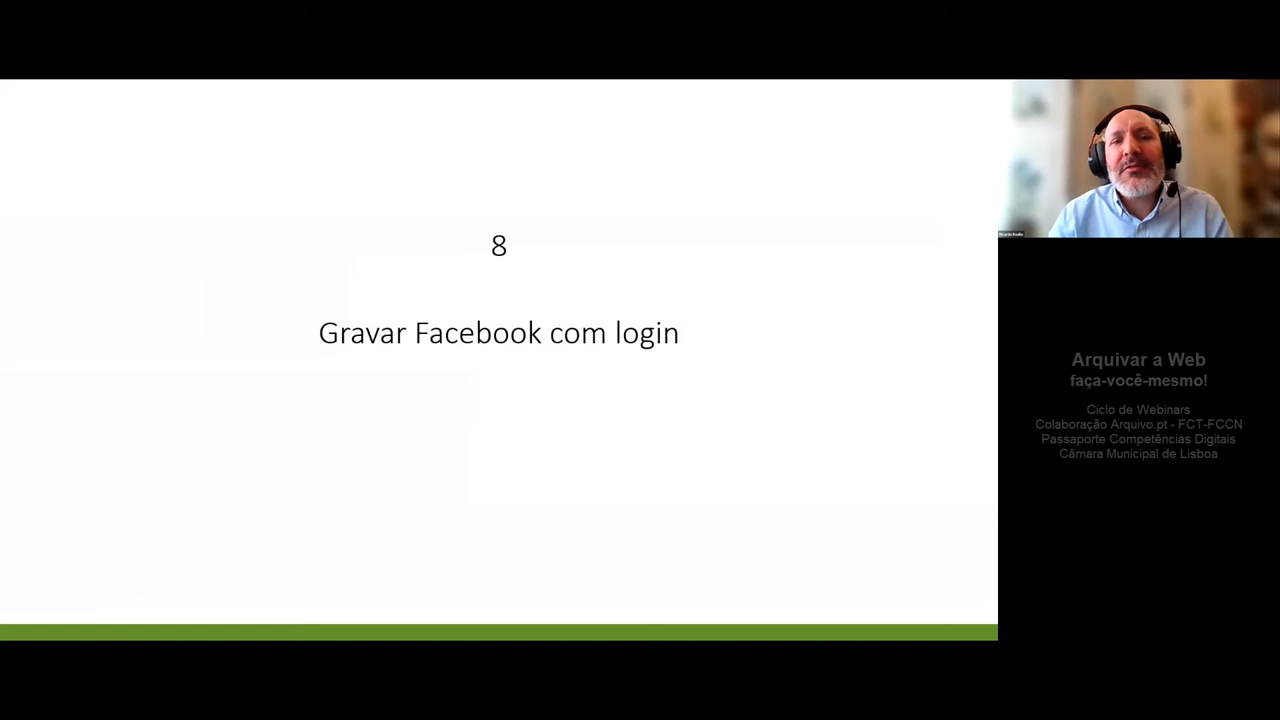 8
Gravar Facebook com login
Arquivar a Web
faça-você-mesmo!
Ciclo de Webinars
Colaboração Arquivo.pt - FCT-FCCN
Passaporte Competências Digitais
Câmara Municipal de Lisboa